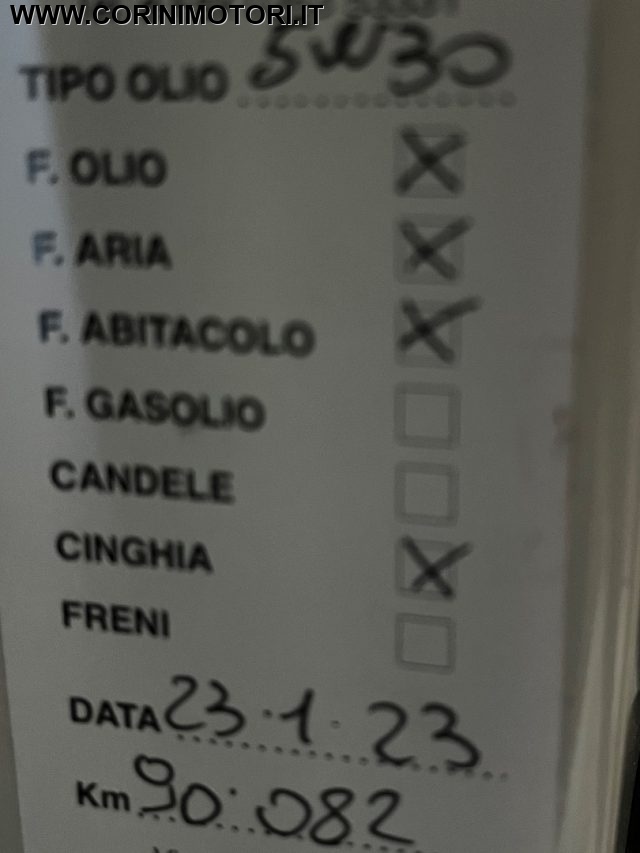 WWW.CORINIMOTORI.IT
TIPO OLIO 5W30
F. OLIO
F. ARIA
F. ABITACOLO
F. GASOLIO
CANDELE
CINGHIA
FRENI
DATA 23.1.23
Km 90.082